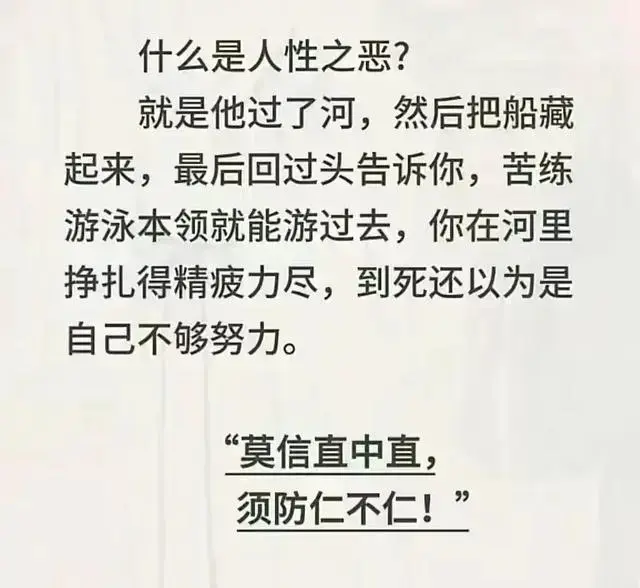 什么是人性之恶?
就是他过了河，然后把船藏
起来，最后回过头告诉你，苦练
游泳本领就能游过去，你在河里
挣扎得精疲力尽，到死还以为是
自己不够努力。
“莫信直中直，
须防仁不仁！”